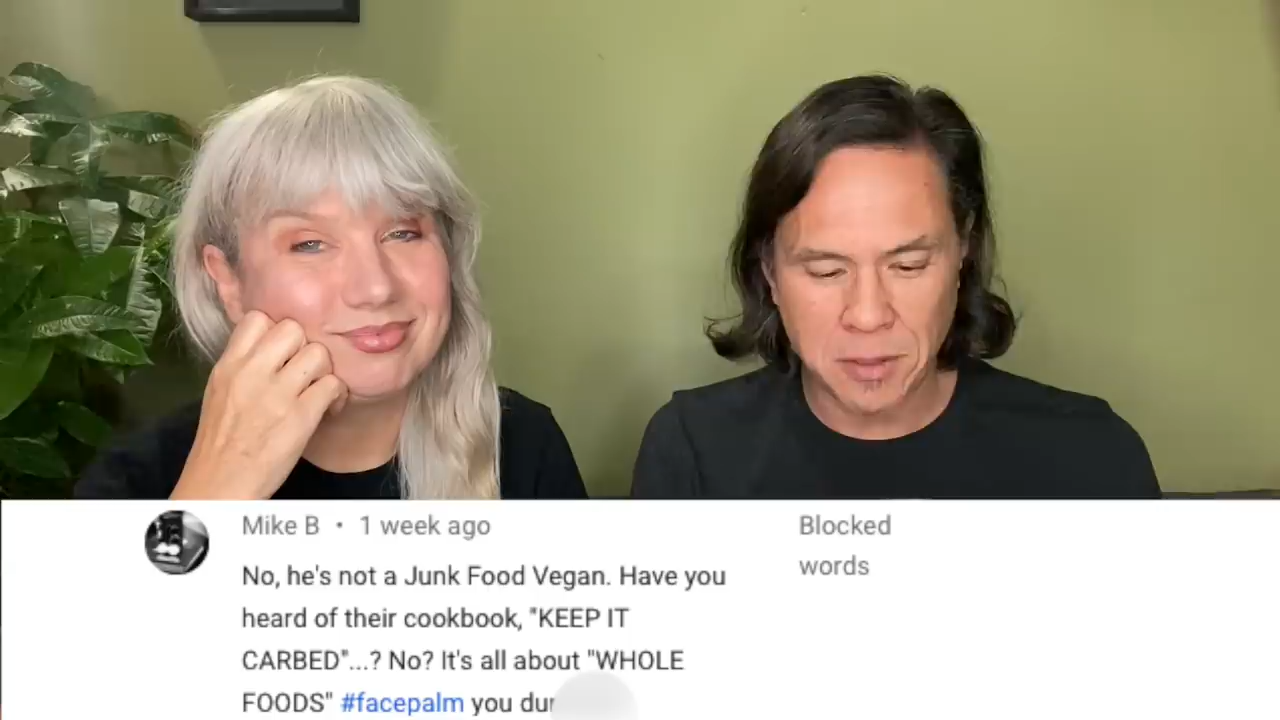 Mike B • 1 week ago
Blocked
words
No, he's not a Junk Food Vegan. Have you
heard of their cookbook, "KEEP IT
CARBED"...? No? It's all about "WHOLE
FOODS" #facepalm you